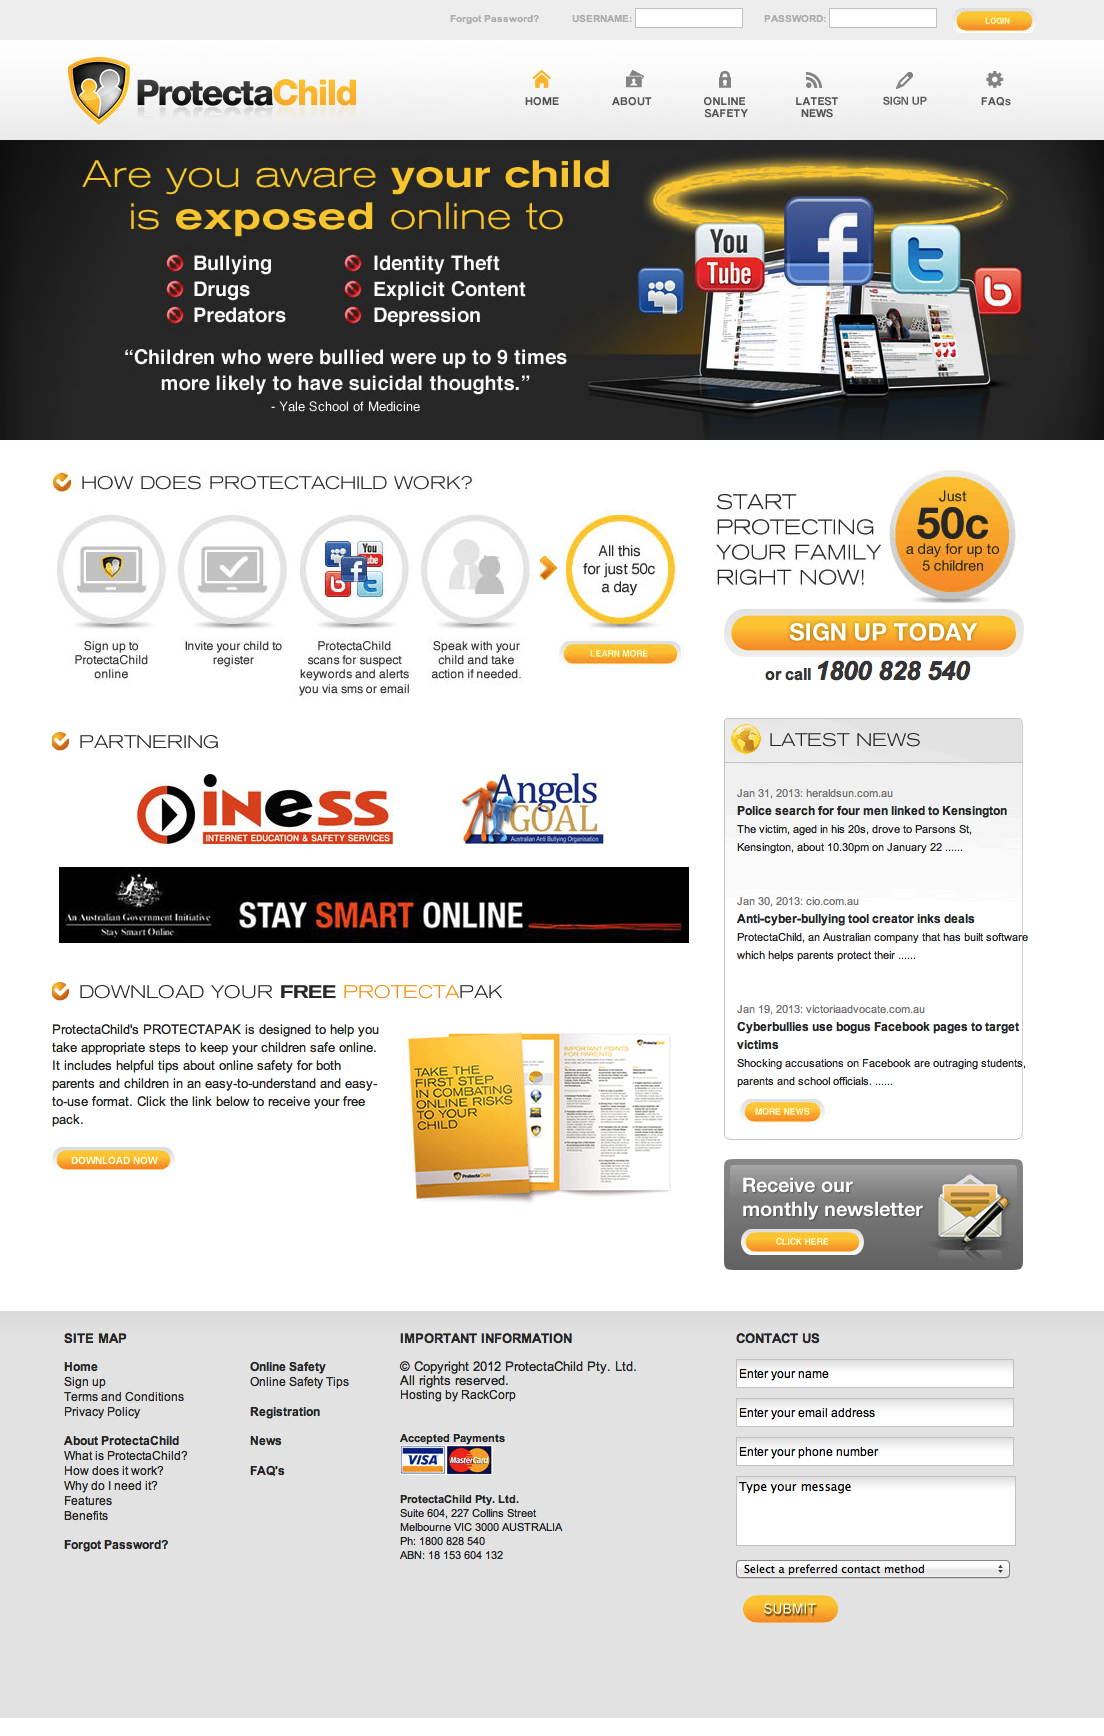 Forgot Password? USERNAME: PASSWORD: LOGIN
ProtectaChild
HOME
ABOUT
ONLINE
SAFETY
LATEST
NEWS
SIGN UP
FAQs
Are you aware your child
is exposed online to
Bullying
Drugs
Predators
Identity Theft
Explicit Content
Depression
“Children who were bullied were up to 9 times
more likely to have suicidal thoughts.”
- Yale School of Medicine
You
Tube
HOW DOES PROTECTACHILD WORK?
Sign up to
ProtectaChild
online
Invite your child to
register
You
Tube
ProtectaChild
scans for suspect
keywords and alerts
you via sms or email
Speak with your
child and take
action if needed.
All this
for just 50c
a day
LEARN MORE
START
PROTECTING
YOUR FAMILY
RIGHT NOW!
Just
50c
a day for up to
5 children
SIGN UP TODAY
or call 1800 828 540
PARTNERING
iness
INTERNET EDUCATION & SAFETY SERVICES
Angels
GOAL
Australian Anti Bullying Organisation
An Australian Government Initiative
Stay Smart Online
STAY SMART ONLINE
LATEST NEWS
Jan 31, 2013: heraldsun.com.au
Police search for four men linked to Kensington
The victim, aged in his 20s, drove to Parsons St,
Kensington, about 10.30pm on January 22 ......
Jan 30, 2013: cio.com.au
Anti-cyber-bullying tool creator inks deals
ProtectaChild, an Australian company that has built software
which helps parents protect their ......
Jan 19, 2013: victoriaadvocate.com.au
Cyberbullies use bogus Facebook pages to target
victims
Shocking accusations on Facebook are outraging students,
parents and school officials. ......
MORE NEWS
DOWNLOAD YOUR FREE PROTECTAPAK
ProtectaChild's PROTECTAPAK is designed to help you
take appropriate steps to keep your children safe online.
It includes helpful tips about online safety for both
parents and children in an easy-to-understand and easy-
to-use format. Click the link below to receive your free
pack.
DOWNLOAD NOW
TAKE THE
FIRST STEP
IN COMBATING
ONLINE RISKS
TO YOUR
CHILD
ProtectaChild
IMPORTANT POINTS
FOR PARENTS
ProtectaChild
Receive our
monthly newsletter
CLICK HERE
SITE MAP
Home
Sign up
Terms and Conditions
Privacy Policy
About ProtectaChild
What is ProtectaChild?
How does it work?
Why do I need it?
Features
Benefits
Forgot Password?
Online Safety
Online Safety Tips
Registration
News
FAQ's
IMPORTANT INFORMATION
© Copyright 2012 ProtectaChild Pty. Ltd.
All rights reserved.
Hosting by RackCorp
Accepted Payments
VISA MasterCard
ProtectaChild Pty. Ltd.
Suite 604, 227 Collins Street
Melbourne VIC 3000 AUSTRALIA
Ph: 1800 828 540
ABN: 18 153 604 132
CONTACT US
Enter your name
Enter your email address
Enter your phone number
Type your message
Select a preferred contact method
SUBMIT